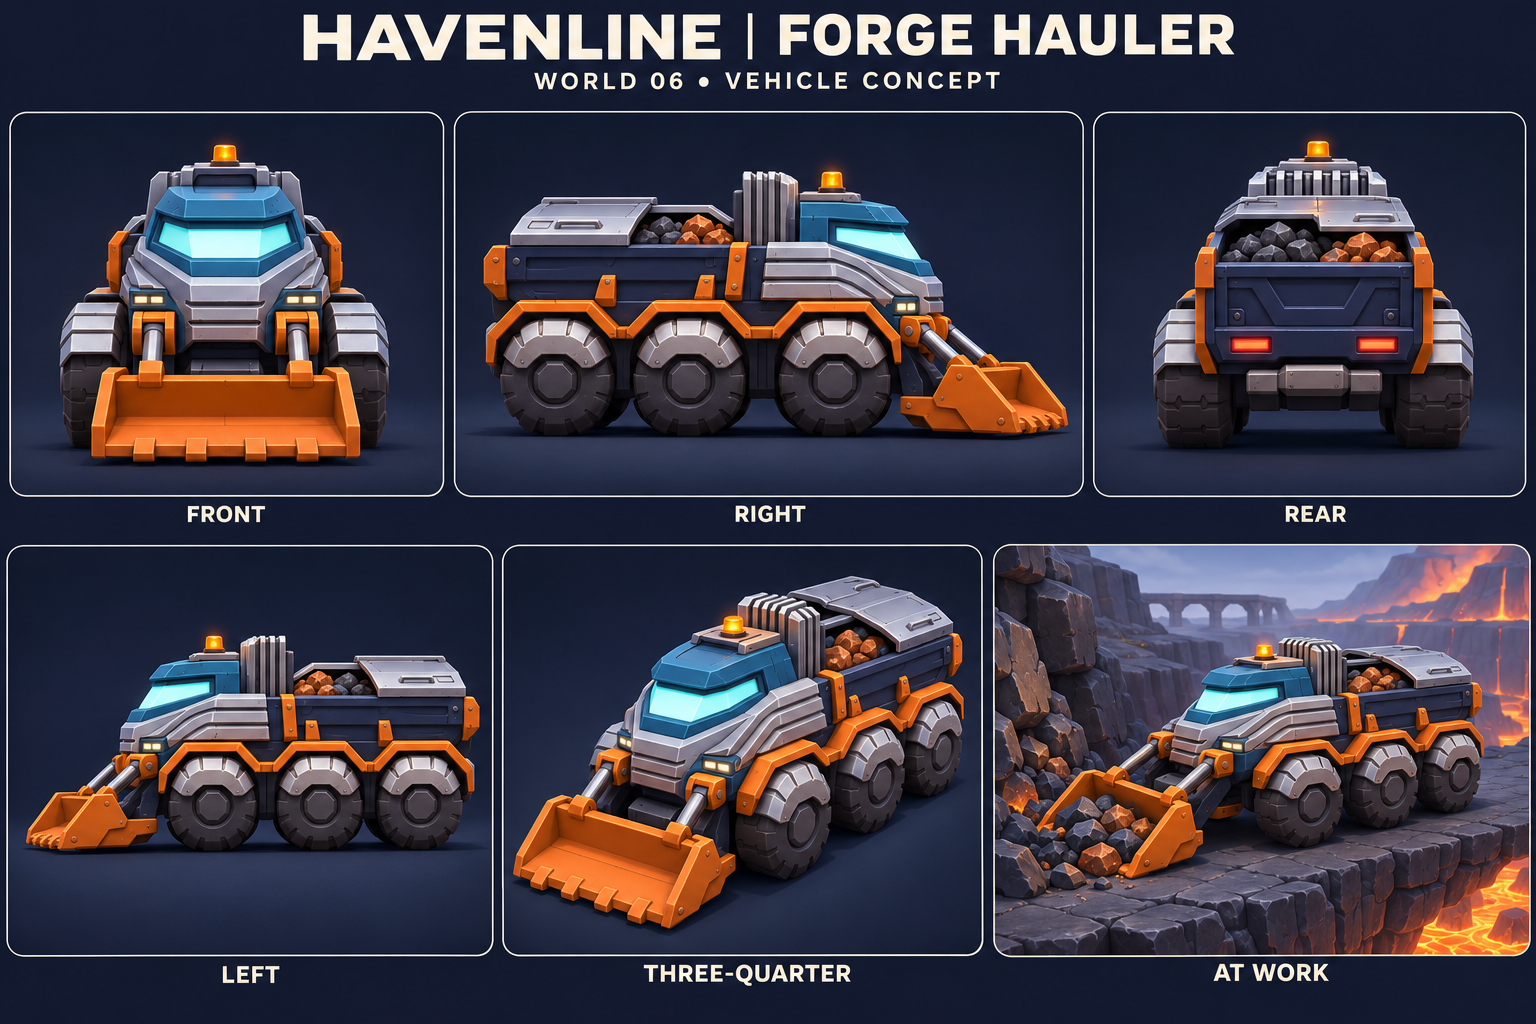 HAVENLINE | FORGE HAULER
WORLD 06 • VEHICLE CONCEPT
FRONT
RIGHT
REAR
LEFT
THREE-QUARTER
AT WORK